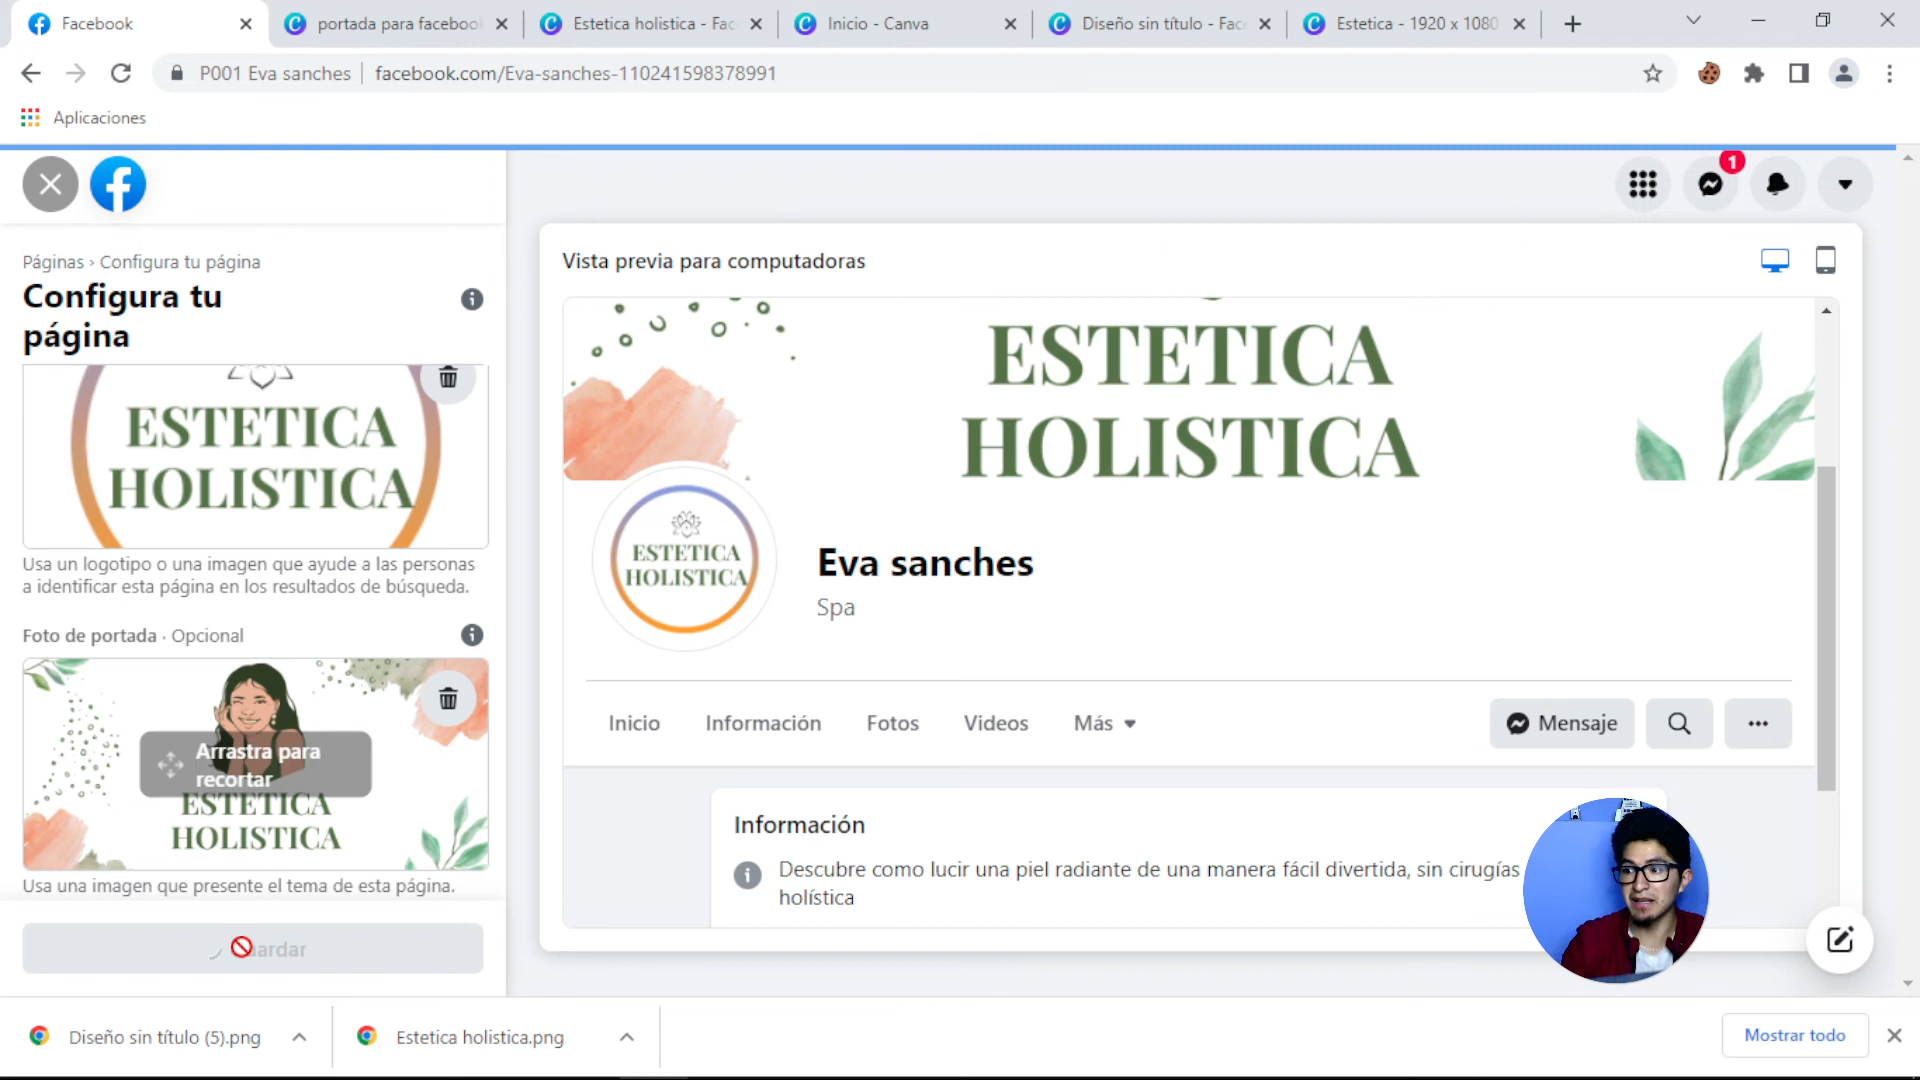 Facebook
portada para facebook
Estetica holistica - Fac
Inicio - Canva
Diseño sin título - Fac
Estetica - 1920 x 1080
P001 Eva sanches
facebook.com/Eva-sanches-110241598378991
Aplicaciones
1
Páginas › Configura tu página
Configura tu
página
ESTETICA
HOLISTICA
Usa un logotipo o una imagen que ayude a las personas
a identificar esta página en los resultados de búsqueda.
Foto de portada · Opcional
Arrastra para
recortar
ESTETICA
HOLISTICA
Usa una imagen que presente el tema de esta página.
Vista previa para computadoras
ESTETICA
HOLISTICA
ESTETICA
HOLISTICA
Eva sanches
Spa
Inicio
Información
Fotos
Videos
Más
Mensaje
Información
Descubre como lucir una piel radiante de una manera fácil divertida, sin cirugías
holística
Diseño sin título (5).png
Estetica holistica.png
Mostrar todo